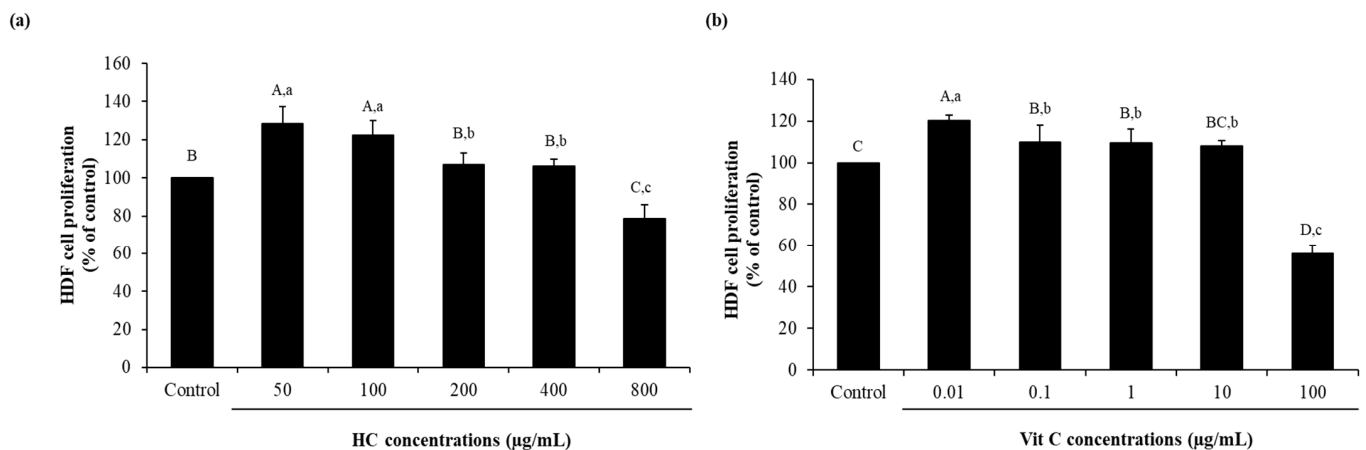 (a)
HDF cell proliferation
(% of control)
160
140
120
100
80
60
40
20
0
B
A,a
A,a
B,b
B,b
C,c
Control 50 100 200 400 800
HC concentrations (µg/mL)
(b)
HDF cell proliferation
(% of control)
140
120
100
80
60
40
20
0
C
A,a
B,b
B,b
BC,b
D,c
Control 0.01 0.1 1 10 100
Vit C concentrations (µg/mL)